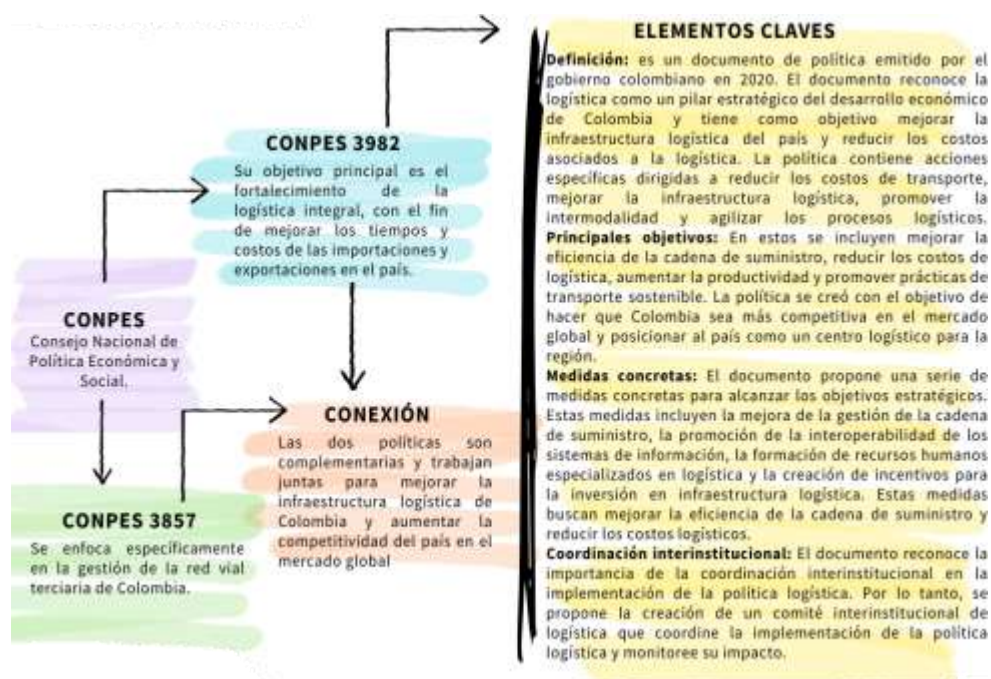 CONPES
Consejo Nacional de
Política Económica y
Social.
CONPES 3982
Su objetivo principal es el
fortalecimiento de la
logística integral, con el fin
de mejorar los tiempos y
costos de las importaciones y
exportaciones en el país.
CONPES 3857
Se enfoca específicamente
en la gestión de la red vial
terciaria de Colombia.
CONEXIÓN
Las dos políticas son
complementarias y trabajan
juntas para mejorar la
infraestructura logística de
Colombia y aumentar la
competitividad del país en el
mercado global
ELEMENTOS CLAVES
Definición: es un documento de política emitido por el
gobierno colombiano en 2020. El documento reconoce la
logística como un pilar estratégico del desarrollo económico
de Colombia y tiene como objetivo mejorar la
infraestructura logística del país y reducir los costos
asociados a la logística. La política contiene acciones
específicas dirigidas a reducir los costos de transporte,
mejorar la infraestructura logística, promover la
intermodalidad y agilizar los procesos logísticos.
Principales objetivos: En estos se incluyen mejorar la
eficiencia de la cadena de suministro, reducir los costos de
logística, aumentar la productividad y promover prácticas de
transporte sostenible. La política se creó con el objetivo de
hacer que Colombia sea más competitiva en el mercado
global y posicionar al país como un centro logístico para la
región.
Medidas concretas: El documento propone una serie de
medidas concretas para alcanzar los objetivos estratégicos.
Estas medidas incluyen la mejora de la gestión de la cadena
de suministro, la promoción de la interoperabilidad de los
sistemas de información, la formación de recursos humanos
especializados en logística y la creación de incentivos para
la inversión en infraestructura logística. Estas medidas
buscan mejorar la eficiencia de la cadena de suministro y
reducir los costos logísticos.
Coordinación interinstitucional: El documento reconoce la
importancia de la coordinación interinstitucional en la
implementación de la política logística. Por lo tanto, se
propone la creación de un comité interinstitucional de
logística que coordine la implementación de la política
logística y monitoree su impacto.